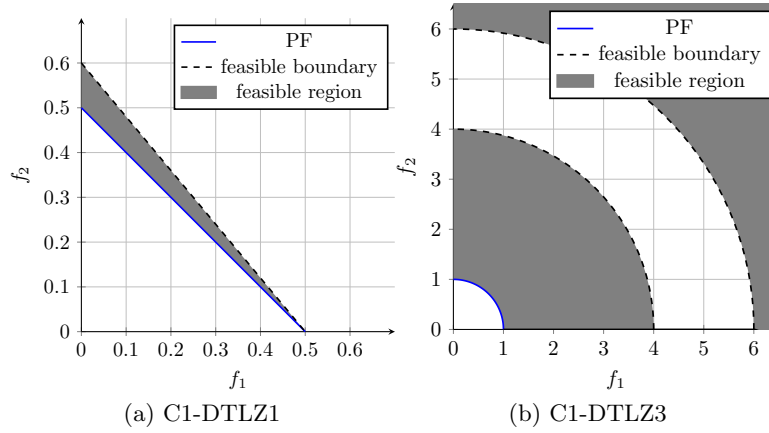 PF
feasible boundary
feasible region
0.6
0.5
0.4
0.3
0.2
0.1
0
f2
0 0.1 0.2 0.3 0.4 0.5 0.6
f1
(a) C1-DTLZ1
PF
feasible boundary
feasible region
6
5
4
3
2
1
0
f2
0 1 2 3 4 5 6
f1
(b) C1-DTLZ3